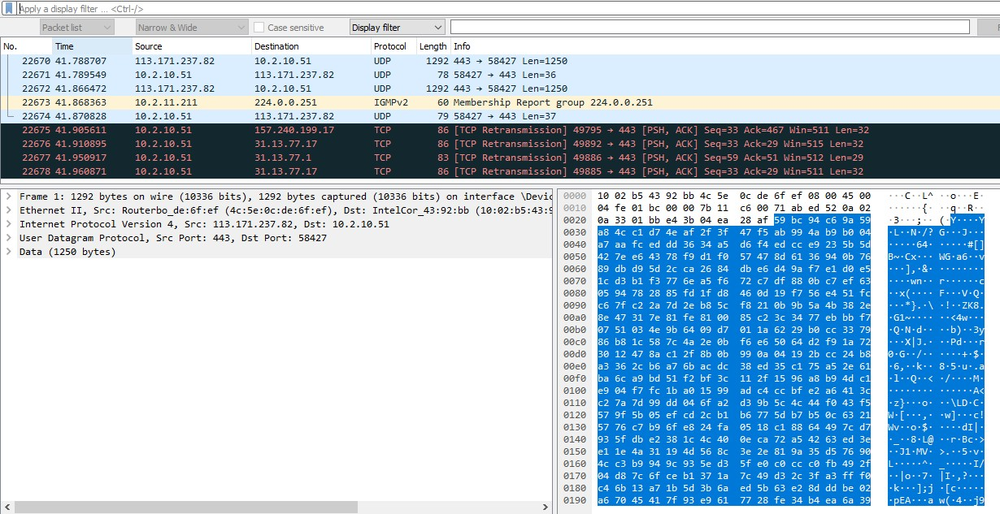 Apply a display filter ... <Ctrl-/>
Packet list Narrow & Wide Case sensitive Display filter
No. Time Source Destination Protocol Length Info
22670 41.788707 113.171.237.82 10.2.10.51 UDP 1292 443 → 58427 Len=1250
22671 41.789549 10.2.10.51 113.171.237.82 UDP 78 58427 → 443 Len=36
22672 41.866472 113.171.237.82 10.2.10.51 UDP 1292 443 → 58427 Len=1250
22673 41.868363 10.2.11.211 224.0.0.251 IGMPv2 60 Membership Report group 224.0.0.251
22674 41.870828 10.2.10.51 113.171.237.82 UDP 79 58427 → 443 Len=37
22675 41.905611 10.2.10.51 157.240.199.17 TCP 86 [TCP Retransmission] 49795 → 443 [PSH, ACK] Seq=33 Ack=467 Win=511 Len=32
22676 41.910895 10.2.10.51 31.13.77.17 TCP 86 [TCP Retransmission] 49892 → 443 [PSH, ACK] Seq=33 Ack=29 Win=515 Len=32
22677 41.950917 10.2.10.51 31.13.77.1 TCP 83 [TCP Retransmission] 49886 → 443 [PSH, ACK] Seq=59 Ack=51 Win=512 Len=29
22678 41.960871 10.2.10.51 31.13.77.17 TCP 86 [TCP Retransmission] 49885 → 443 [PSH, ACK] Seq=33 Ack=29 Win=511 Len=32
Frame 1: 1292 bytes on wire (10336 bits), 1292 bytes captured (10336 bits) on interface \Devic
Ethernet II, Src: Routerbo_de:6f:ef (4c:5e:0c:de:6f:ef), Dst: IntelCor_43:92:bb (10:02:b5:43:9
Internet Protocol Version 4, Src: 113.171.237.82, Dst: 10.2.10.51
User Datagram Protocol, Src Port: 443, Dst Port: 58427
Data (1250 bytes)
0000 10 02 b5 43 92 bb 4c 5e 0c de 6f ef 08 00 45 00 ···C··L^ ··o···E·
0010 04 fe 01 bc 00 00 7b 11 c6 00 71 ab ed 52 0a 02 ······{· ··q··R··
0020 0a 33 01 bb e4 3b 04 ea 28 af 59 bc 94 c6 9a 59 ·3···;·· (·Y····Y
0030 a8 4c c1 d7 4e af 2f 3f 47 f5 ab 99 4a b9 b0 04 ·L··N·/? G···J···
0040 a7 aa fc ed dd 36 34 a5 d6 f4 ed cc e9 23 5b 5d ·····64· ·····#[]
0050 42 7e e6 43 78 f9 d1 f0 57 47 8d 61 36 94 0b 76 B~·Cx··· WG·a6··v
0060 89 db d9 5d 2c ca 26 84 db e6 d4 9a f7 e1 d0 e5 ···],·&· ········
0070 1c d3 b1 f3 77 6e a5 f6 72 c7 df 88 0b c7 ef 63 ····wn·· r······c
0080 05 94 78 28 85 fd 1f d8 46 0d 19 f7 56 e4 51 fc ··x(···· F···V·Q·
0090 c6 7f c2 2a 7d 2e b8 5c f8 21 0b 9b 5a 4b 38 2e ···*}.·\ ·!··ZK8.
00a0 8e 47 31 7e 81 fe 81 00 85 c2 3c 34 77 eb bb f7 ·G1~···· ··<4w···
00b0 07 51 03 4e 9b 64 09 d7 01 1a 62 29 b0 cc 33 79 ·Q·N·d·· ··b)··3y
00c0 86 b8 1c 58 7c 4a 2e 0b f6 e6 50 64 d2 f9 1a 72 ···X|J.· ··Pd···r
00d0 30 12 47 8a c1 2f 8b 0b 99 0a 04 19 2b cc 24 b8 0·G··/·· ····+·$·
00e0 a3 36 2c b6 a7 6b ac dc 38 ed 35 c1 75 a5 2e 61 ·6,··k·· 8·5·u·.a
00f0 ba 6c a9 bd 51 f2 bf 3c 11 2f 15 96 a8 b9 4d c1 ·l··Q··< ·/····M·
0100 e9 04 f7 fc 1b a0 15 99 ad c4 cc bf e2 a6 41 3c ········ ······A<
0110 c2 7a 7d 99 dd 04 6f a2 d3 9b 5c 4c 44 f0 43 f5 ·z}···o· ··\LD·C·
0120 57 9f 5b 05 ef cd 2c b1 b6 77 5d b7 b5 0c 63 21 W·[···,· ·w]···c!
0130 57 76 c7 b9 6f e8 24 fa 05 18 c1 88 64 49 7c d7 Wv··o·$· ····dI|·
0140 93 5f db e2 38 1c 4c 40 0e ca 72 a5 42 63 ed 3e ·_··8·L@ ··r·Bc·>
0150 e1 1e 4a 31 19 4d 56 8c 3e 2e 81 9a 35 d5 76 90 ··J1·MV· >.··5·v·
0160 4c c3 b9 94 9c 93 5e d3 5f e0 c0 cc c0 fb 49 2f L·····^· _·····I/
0170 04 d8 7c 6f ce b1 37 1a 7c 49 d3 2c 3f a3 ff f0 ··|o··7· |I·,?···
0180 c4 6b 13 a7 1b 5d 3b 6a ed 5b 63 e2 8d dd be 02 ·k···];j ·[c·····
0190 a6 70 45 41 7f 93 e9 61 77 28 fe 34 b4 ea 6a 39 ·pEA···a w(·4··j9